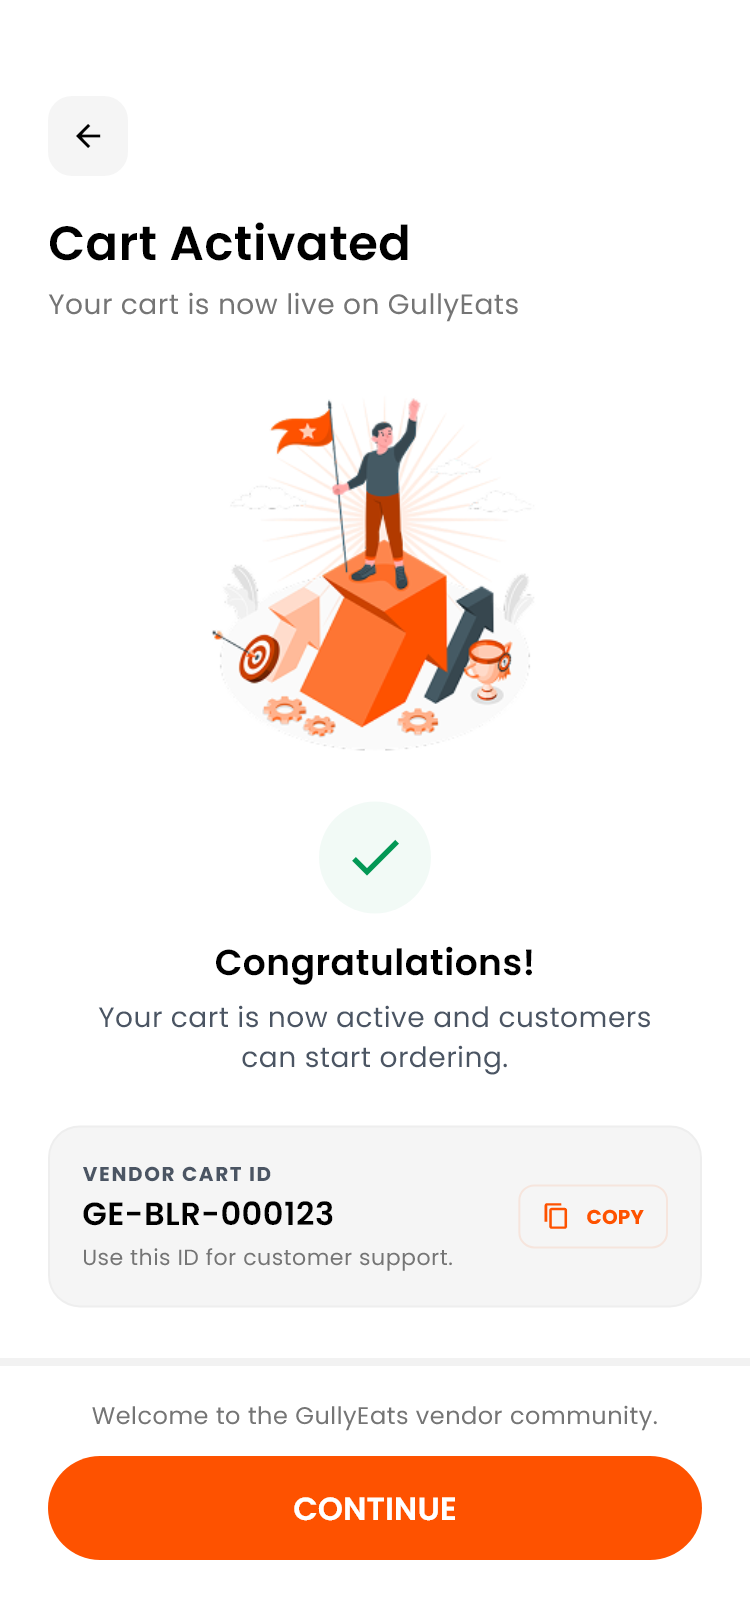 Cart Activated
Your cart is now live on GullyEats
Congratulations!
Your cart is now active and customers
can start ordering.
VENDOR CART ID
GE-BLR-000123
COPY
Use this ID for customer support.
Welcome to the GullyEats vendor community.
CONTINUE